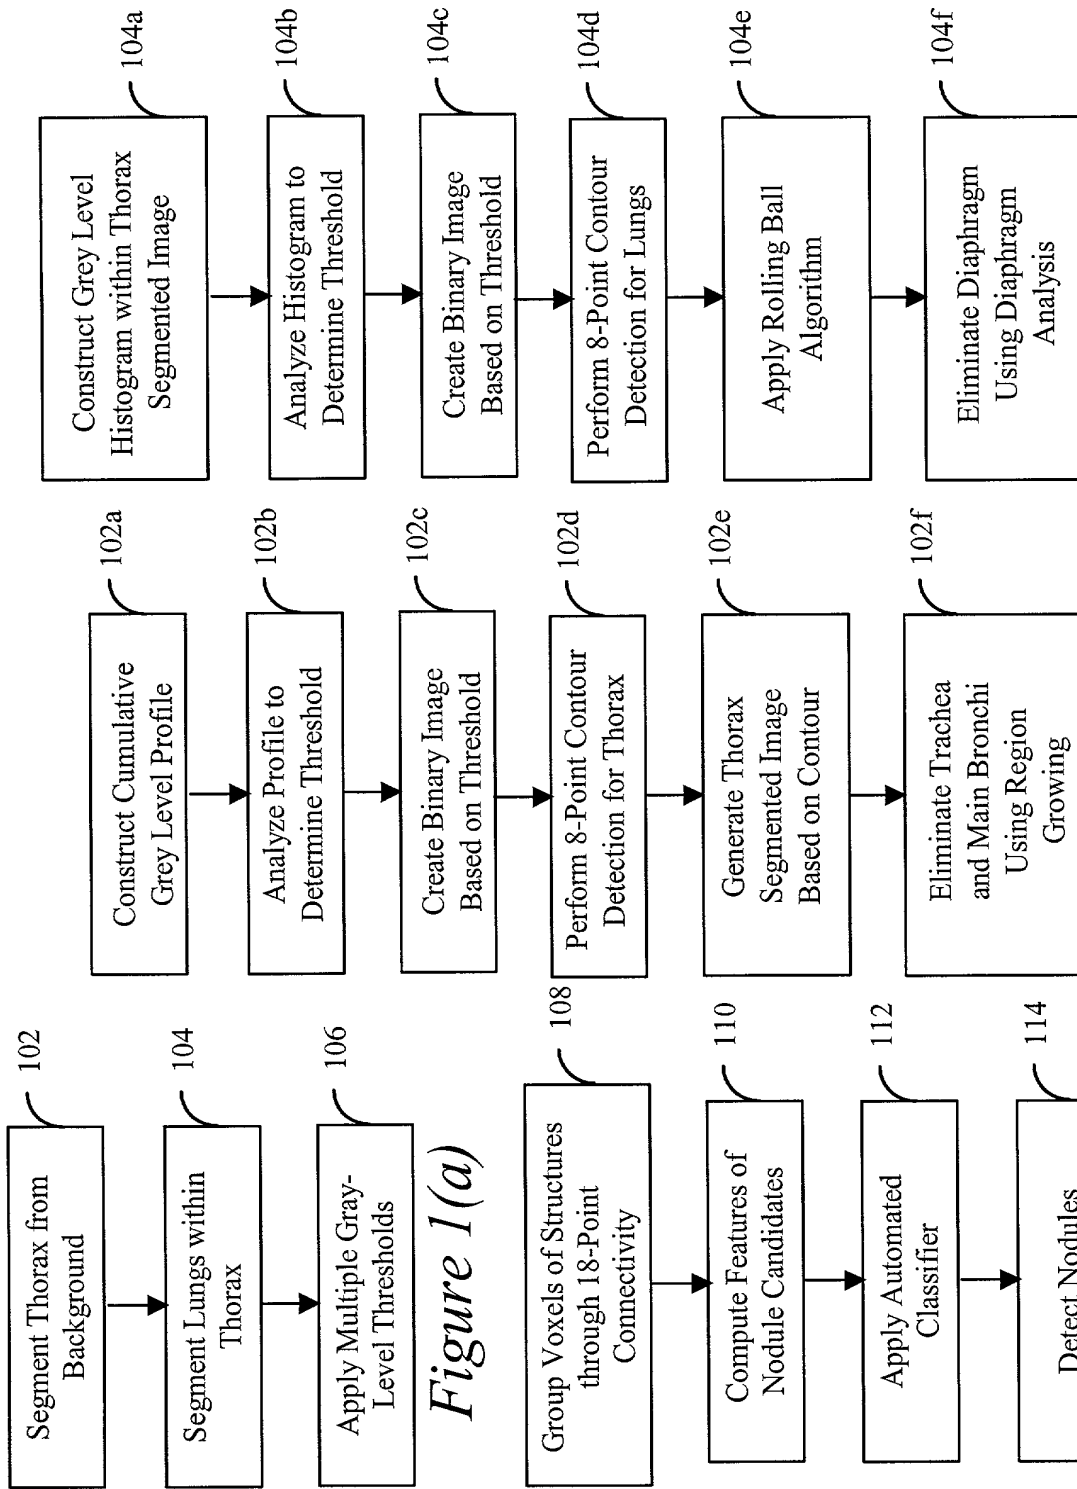 102
Segment Thorax from
Background
104
Segment Lungs within
Thorax
106
Apply Multiple Gray-
Level Thresholds
Figure 1(a)
108
Group Voxels of Structures
through 18-Point
Connectivity
110
Compute Features of
Nodule Candidates
112
Apply Automated
Classifier
114
Detect Nodules
102a
Construct Cumulative
Grey Level Profile
102b
Analyze Profile to
Determine Threshold
102c
Create Binary Image
Based on Threshold
102d
Perform 8-Point Contour
Detection for Thorax
102e
Generate Thorax
Segmented Image
Based on Contour
102f
Eliminate Trachea
and Main Bronchi
Using Region
Growing
104a
Construct Grey Level
Histogram within Thorax
Segmented Image
104b
Analyze Histogram to
Determine Threshold
104c
Create Binary Image
Based on Threshold
104d
Perform 8-Point Contour
Detection for Lungs
104e
Apply Rolling Ball
Algorithm
104f
Eliminate Diaphragm
Using Diaphragm
Analysis